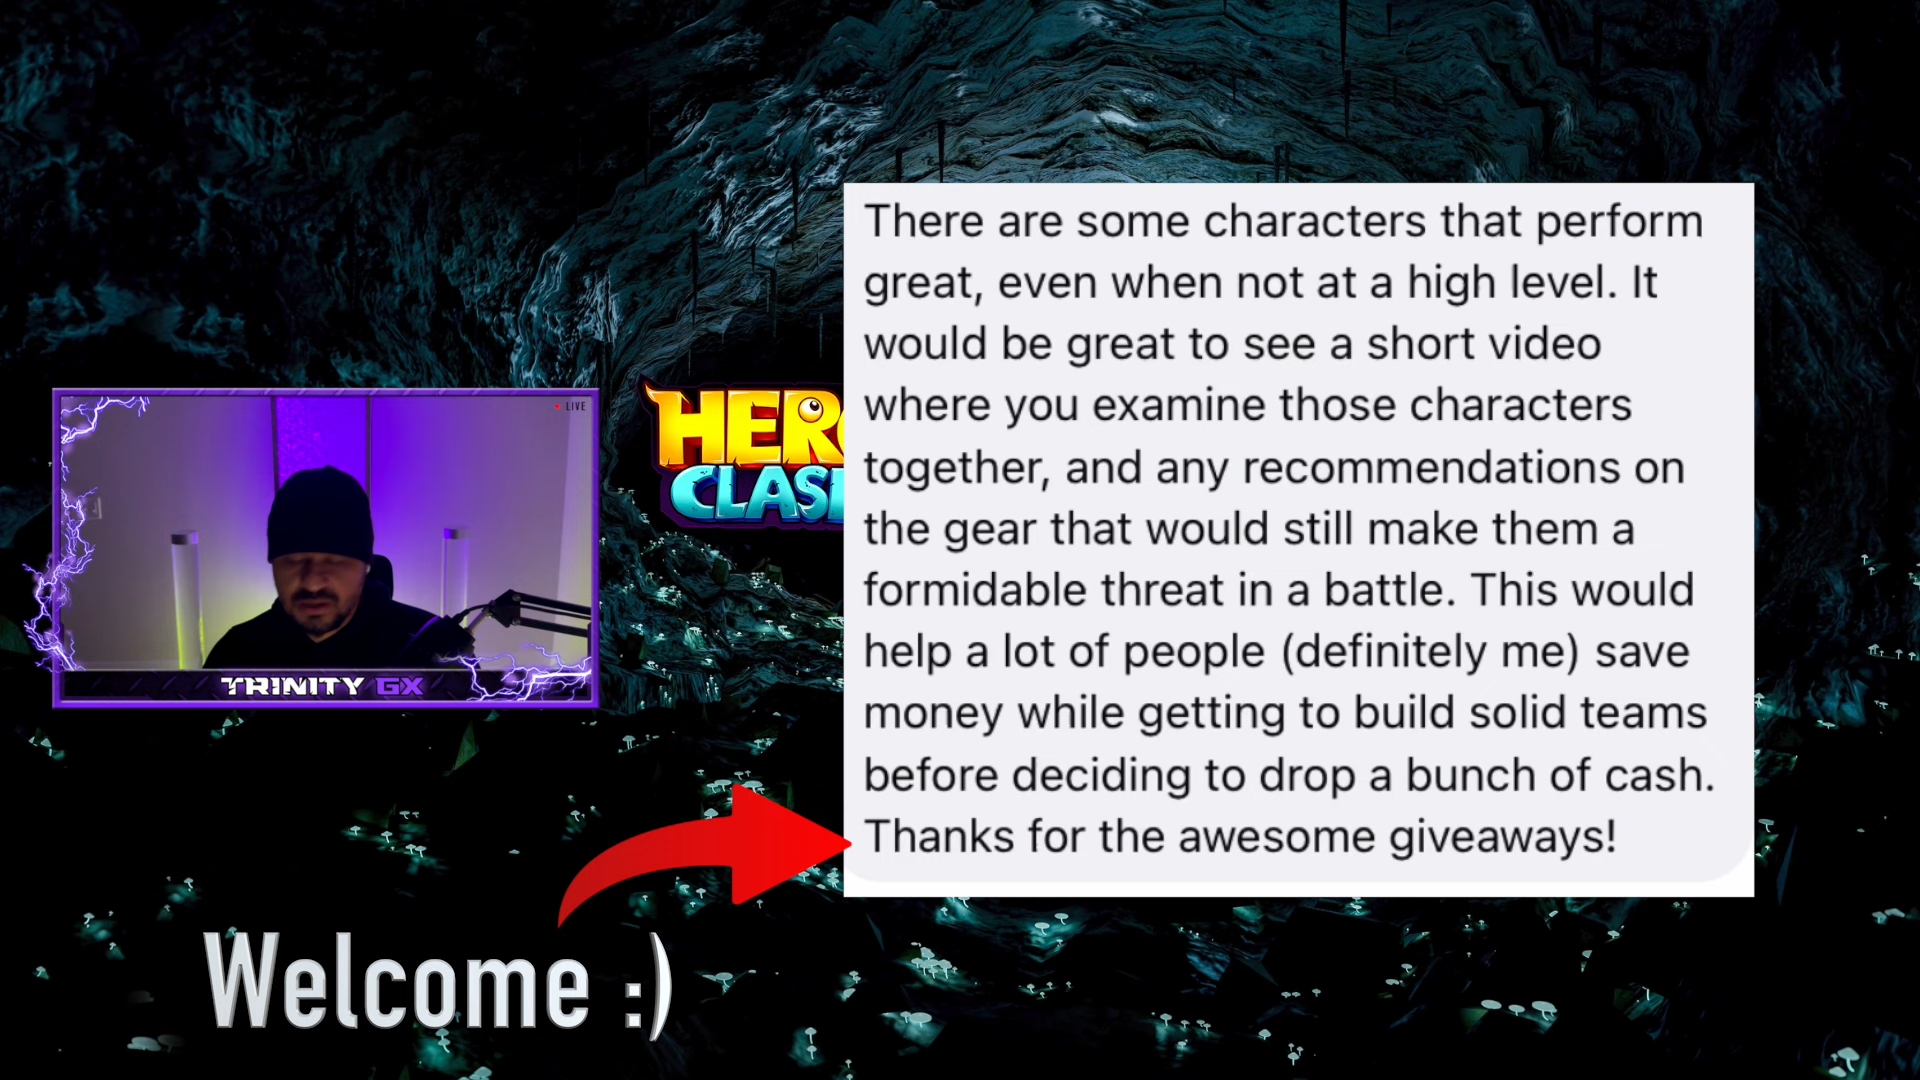 There are some characters that perform
great, even when not at a high level. It
would be great to see a short video
where you examine those characters
together, and any recommendations on
the gear that would still make them a
formidable threat in a battle. This would
help a lot of people (definitely me) save
money while getting to build solid teams
before deciding to drop a bunch of cash.
Thanks for the awesome giveaways!
LIVE
TRINITY GX
Welcome :)